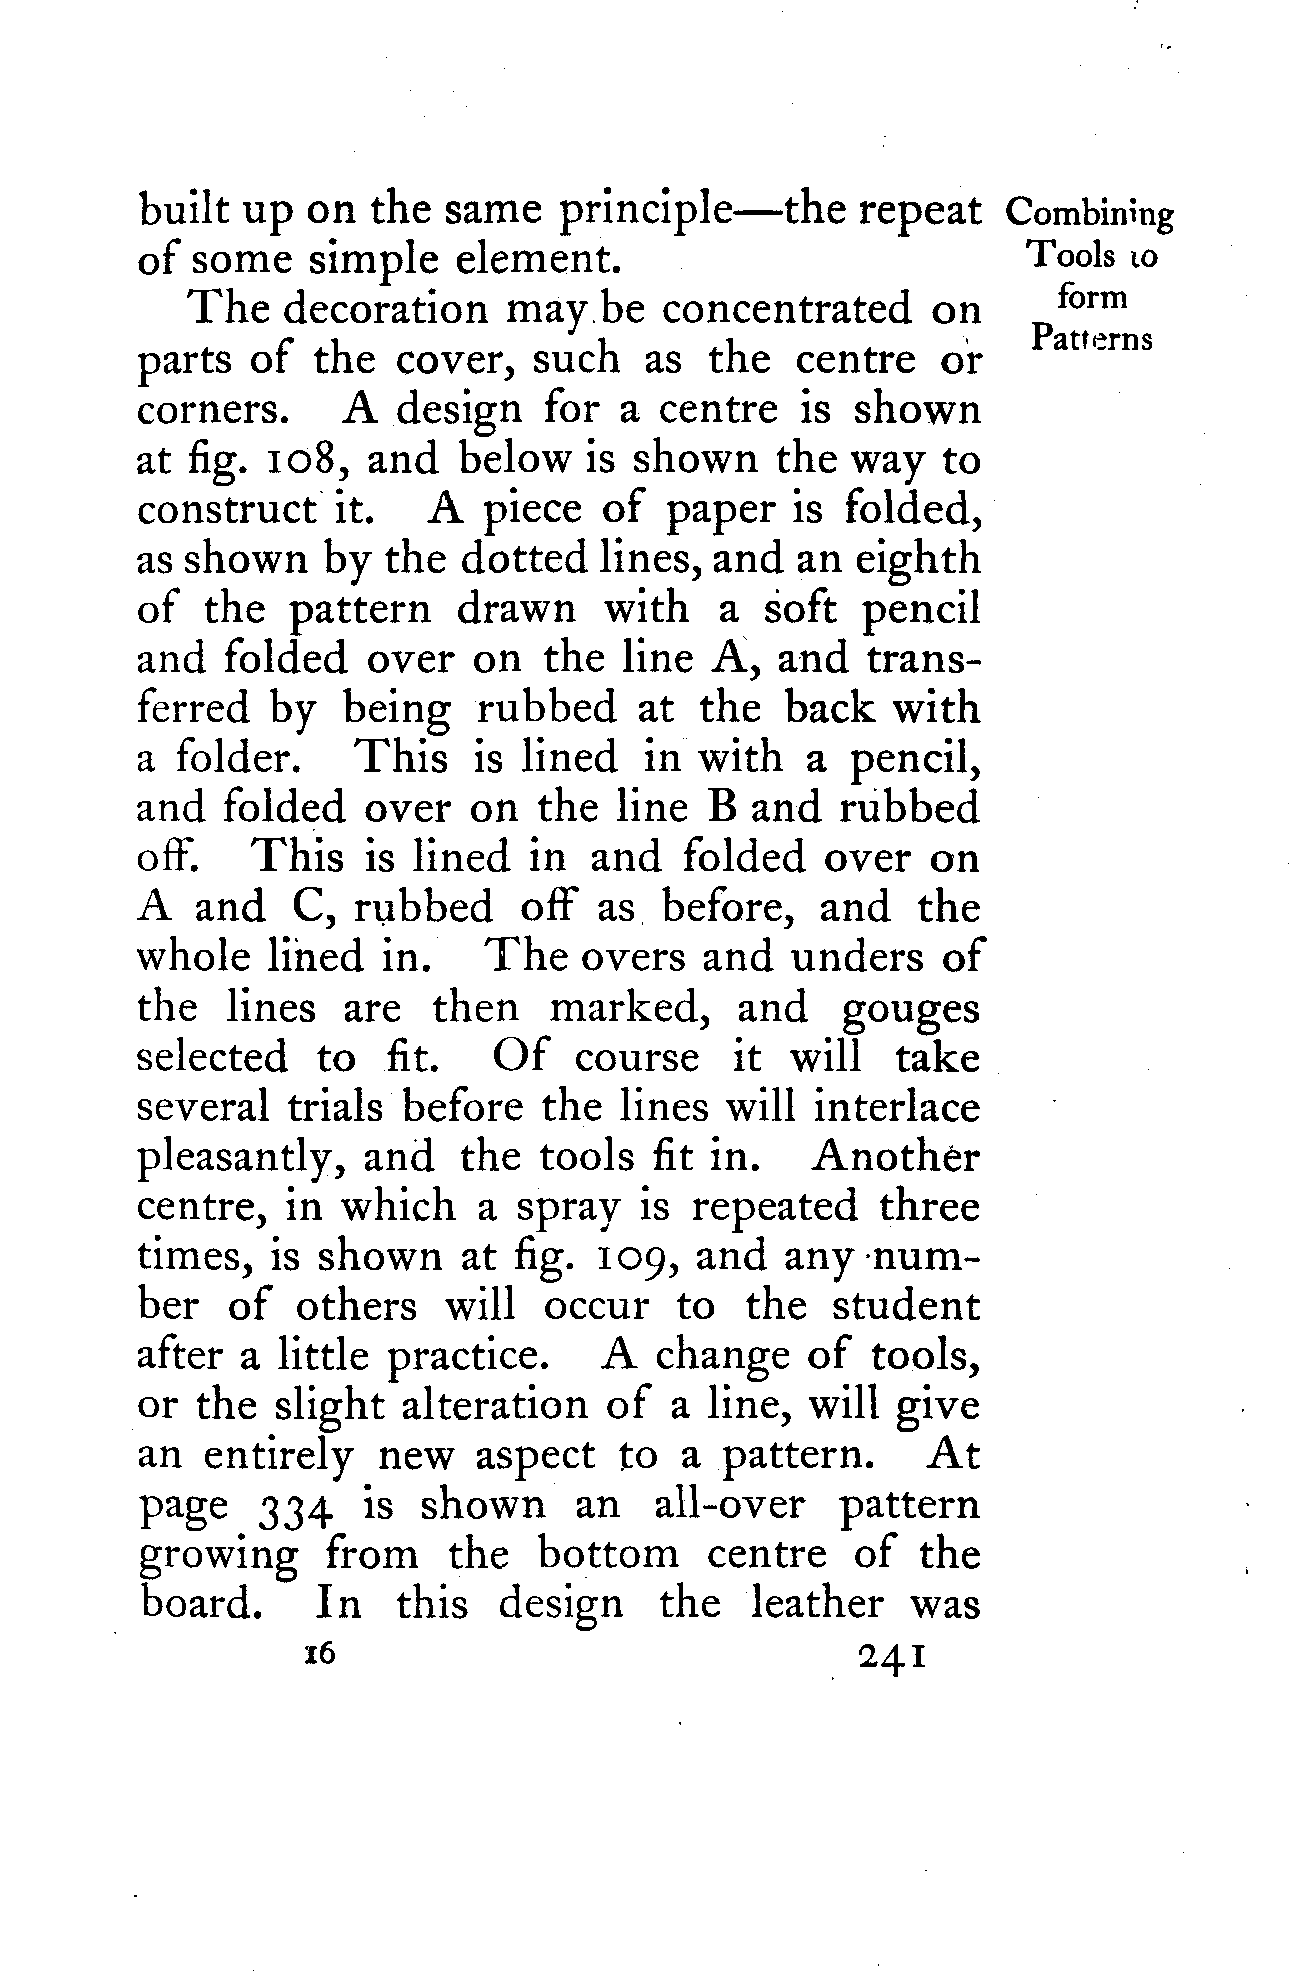 built up on the same principle—the repeat
of some simple element.
The decoration may be concentrated on
parts of the cover, such as the centre or
corners. A design for a centre is shown
at fig. 108, and below is shown the way to
construct it. A piece of paper is folded,
as shown by the dotted lines, and an eighth
of the pattern drawn with a soft pencil
and folded over on the line A, and trans-
ferred by being rubbed at the back with
a folder. This is lined in with a pencil,
and folded over on the line B and rubbed
off. This is lined in and folded over on
A and C, rubbed off as before, and the
whole lined in. The overs and unders of
the lines are then marked, and gouges
selected to fit. Of course it will take
several trials before the lines will interlace
pleasantly, and the tools fit in. Another
centre, in which a spray is repeated three
times, is shown at fig. 109, and any num-
ber of others will occur to the student
after a little practice. A change of tools,
or the slight alteration of a line, will give
an entirely new aspect to a pattern. At
page 334 is shown an all-over pattern
growing from the bottom centre of the
board. In this design the leather was
Combining
Tools to
form
Patterns
16 241